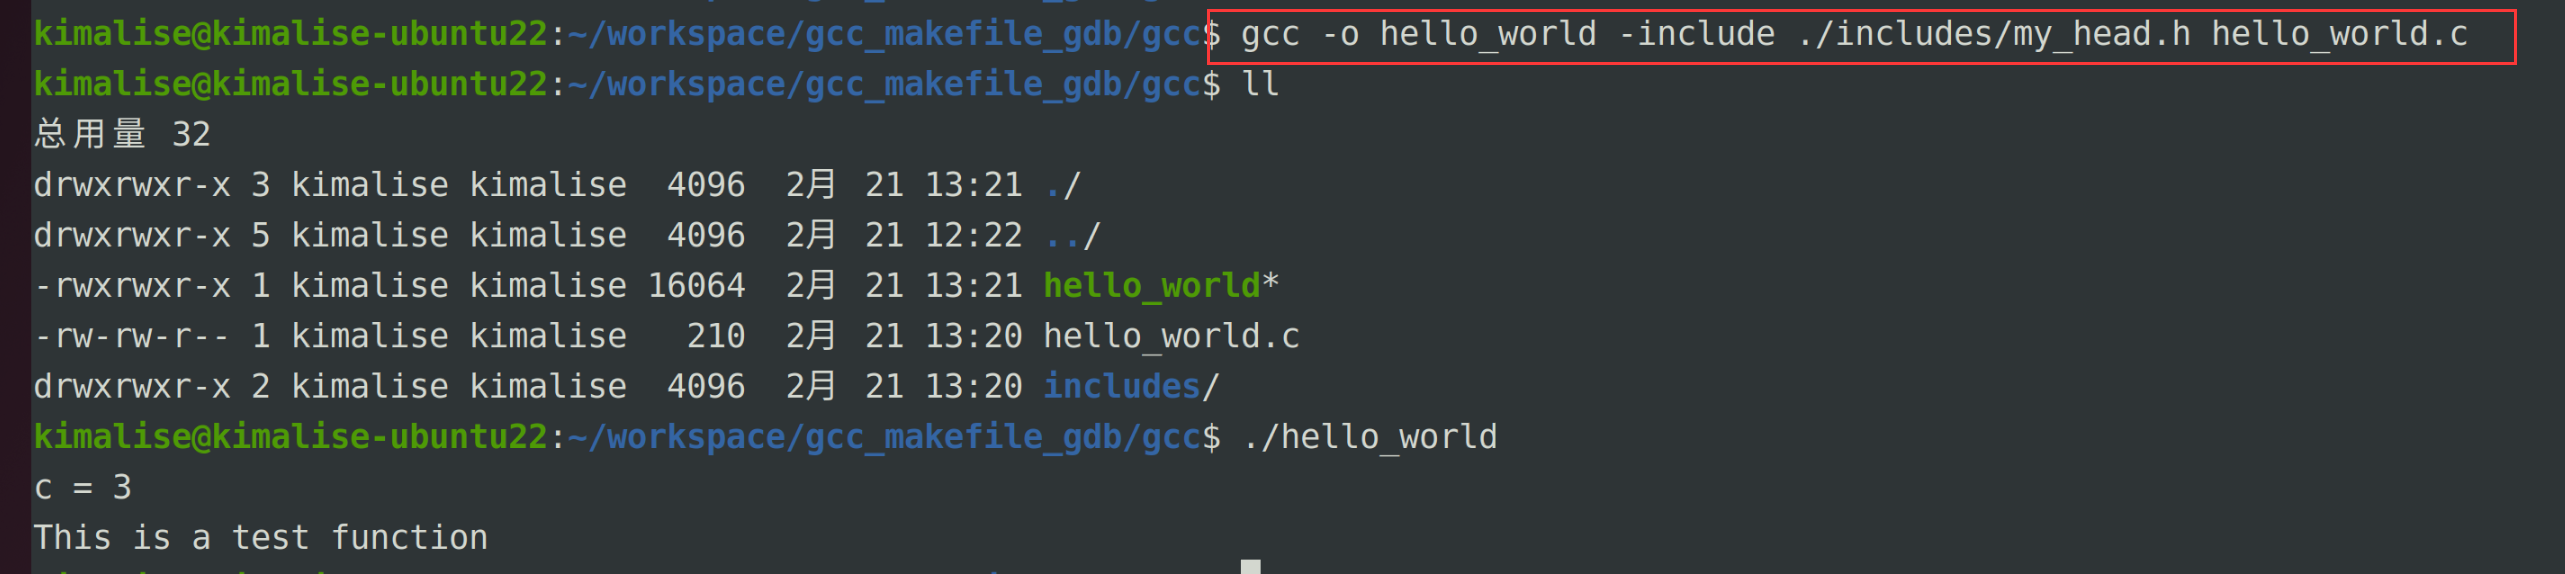 kimalise@kimalise-ubuntu22:~/workspace/gcc_makefile_gdb/gcc$ gcc -o hello_world -include ./includes/my_head.h hello_world.c
kimalise@kimalise-ubuntu22:~/workspace/gcc_makefile_gdb/gcc$ ll
总用量 32
drwxrwxr-x 3 kimalise kimalise  4096  2月 21 13:21 ./
drwxrwxr-x 5 kimalise kimalise  4096  2月 21 12:22 ../
-rwxrwxr-x 1 kimalise kimalise 16064  2月 21 13:21 hello_world*
-rw-rw-r-- 1 kimalise kimalise   210  2月 21 13:20 hello_world.c
drwxrwxr-x 2 kimalise kimalise  4096  2月 21 13:20 includes/
kimalise@kimalise-ubuntu22:~/workspace/gcc_makefile_gdb/gcc$ ./hello_world
c = 3
This is a test function